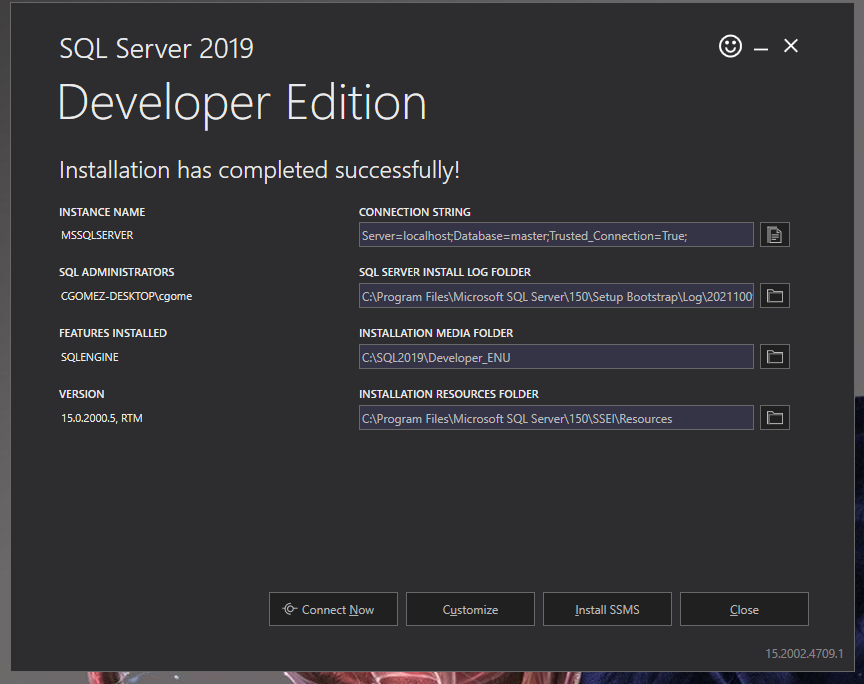 SQL Server 2019
Developer Edition
Installation has completed successfully!
INSTANCE NAME
MSSQLSERVER
CONNECTION STRING
Server=localhost;Database=master;Trusted_Connection=True;
SQL ADMINISTRATORS
CGOMEZ-DESKTOP\cgome
SQL SERVER INSTALL LOG FOLDER
C:\Program Files\Microsoft SQL Server\150\Setup Bootstrap\Log\2021100
FEATURES INSTALLED
SQLENGINE
INSTALLATION MEDIA FOLDER
C:\SQL2019\Developer_ENU
VERSION
15.0.2000.5, RTM
INSTALLATION RESOURCES FOLDER
C:\Program Files\Microsoft SQL Server\150\SSEI\Resources
Connect Now
Customize
Install SSMS
Close
15.2002.4709.1